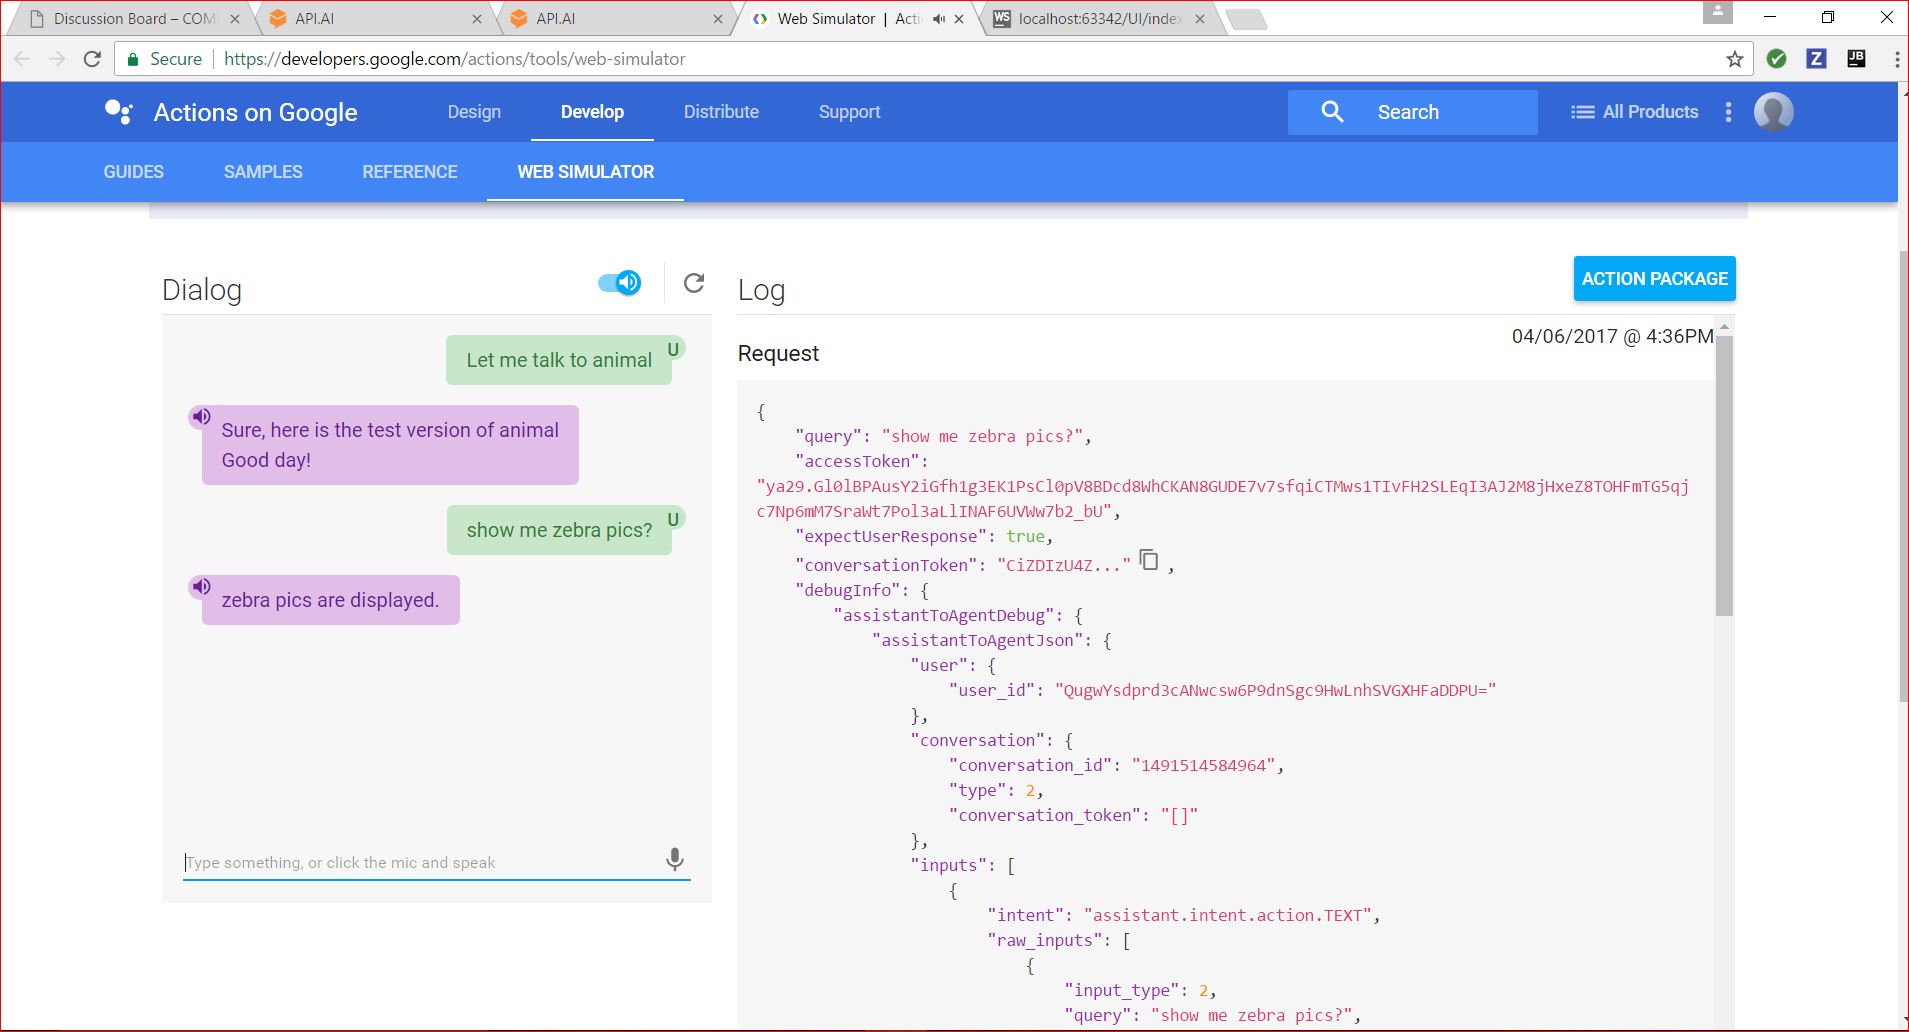 Discussion Board – COM
API.AI
API.AI
Web Simulator | Acti
WS localhost:63342/UI/index
Secure https://developers.google.com/actions/tools/web-simulator
Z
JB
Actions on Google
Design
Develop
Distribute
Support
Search
All Products
GUIDES
SAMPLES
REFERENCE
WEB SIMULATOR
Dialog
Let me talk to animal
U
Sure, here is the test version of animal
Good day!
show me zebra pics?
U
zebra pics are displayed.
Type something, or click the mic and speak
Log
ACTION PACKAGE
04/06/2017 @ 4:36PM
Request
{
"query": "show me zebra pics?",
"accessToken":
"ya29.Gl0lBPAusY2iGfh1g3EK1PsCl0pV8BDcd8WhCKAN8GUDE7v7sfqiCTMws1TIvFH2SLEqI3AJ2M8jHxeZ8TOHFmTG5qj
c7Np6mM7SraWt7Pol3aLlINAF6UVWw7b2_bU",
"expectUserResponse": true,
"conversationToken": "CiZDIzU4Z..." ,
"debugInfo": {
"assistantToAgentDebug": {
"assistantToAgentJson": {
"user": {
"user_id": "QugwYsdprd3cANwcsw6P9dnSgc9HwLnhSVGXHFaDDPU="
},
"conversation": {
"conversation_id": "1491514584964",
"type": 2,
"conversation_token": "[]"
},
"inputs": [
{
"intent": "assistant.intent.action.TEXT",
"raw_inputs": [
{
"input_type": 2,
"query": "show me zebra pics?",